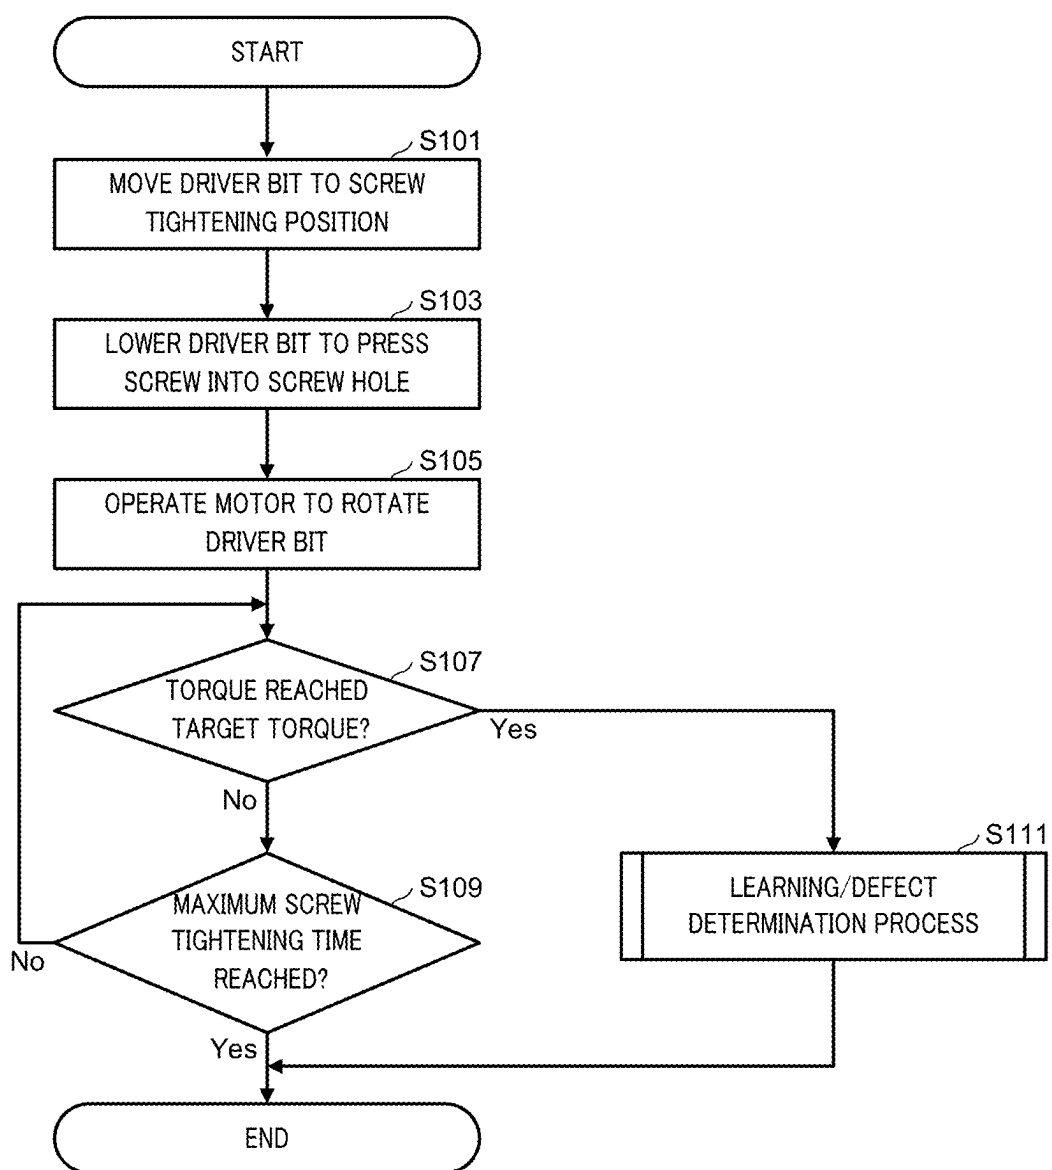 START
S101
MOVE DRIVER BIT TO SCREW
TIGHTENING POSITION
S103
LOWER DRIVER BIT TO PRESS
SCREW INTO SCREW HOLE
S105
OPERATE MOTOR TO ROTATE
DRIVER BIT
S107
TORQUE REACHED
TARGET TORQUE?
Yes
No
S109
MAXIMUM SCREW
TIGHTENING TIME
REACHED?
No
Yes
S111
LEARNING/DEFECT
DETERMINATION PROCESS
END